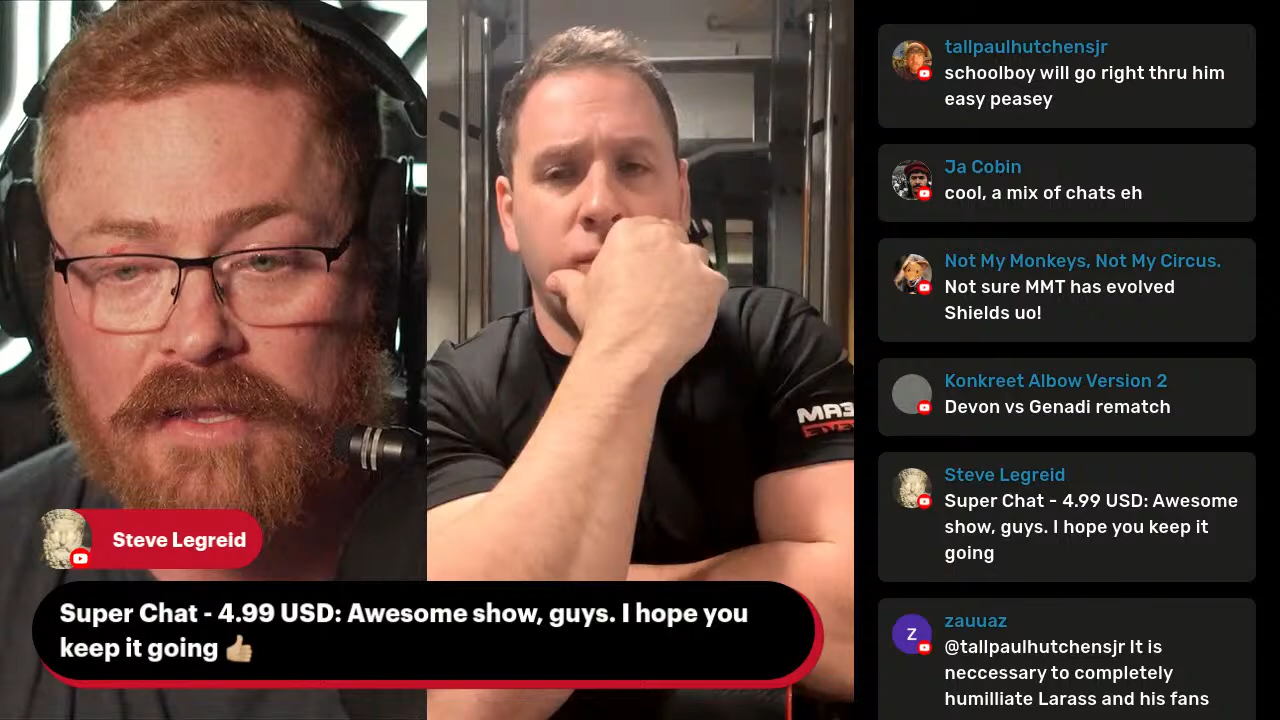 tallpaulhutchensjr
schoolboy will go right thru him
easy peasey
Ja Cobin
cool, a mix of chats eh
Not My Monkeys, Not My Circus.
Not sure MMT has evolved
Shields uo!
Konkreet Albow Version 2
Devon vs Genadi rematch
Steve Legreid
Super Chat - 4.99 USD: Awesome
show, guys. I hope you keep it
going
zauuaz
Z
@tallpaulhutchensjr It is
neccessary to completely
humilliate Larass and his fans
Steve Legreid
Super Chat - 4.99 USD: Awesome show, guys. I hope you
keep it going 👍🏼